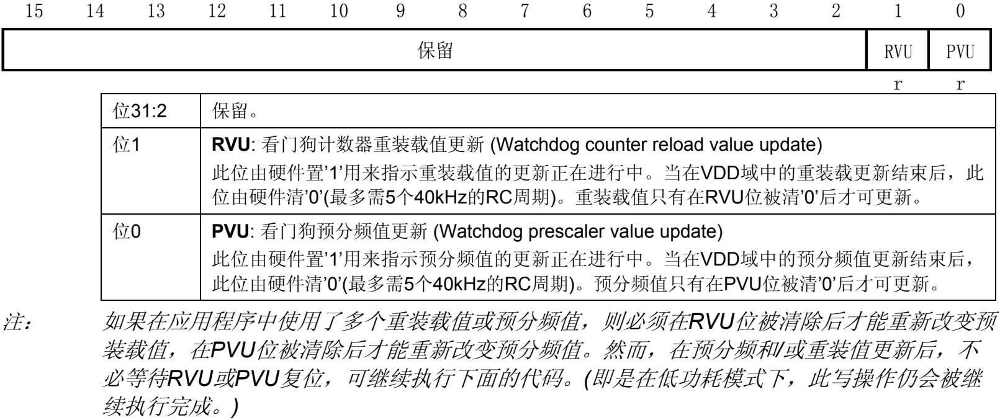 15 14 13 12 11 10 9 8 7 6 5 4 3 2 1 0
保留 RVU PVU
r r
位31:2 保留。
位1 RVU: 看门狗计数器重装载值更新 (Watchdog counter reload value update)
此位由硬件置'1'用来指示重装载值的更新正在进行中。当在VDD域中的重装载更新结束后，此
位由硬件清'0'(最多需5个40kHz的RC周期)。重装载值只有在RVU位被清'0'后才可更新。
位0 PVU: 看门狗预分频值更新 (Watchdog prescaler value update)
此位由硬件置'1'用来指示预分频值的更新正在进行中。当在VDD域中的预分频值更新结束后，
此位由硬件清'0'(最多需5个40kHz的RC周期)。预分频值只有在PVU位被清'0'后才可更新。
注： 如果在应用程序中使用了多个重装载值或预分频值，则必须在RVU位被清除后才能重新改变预
装载值，在PVU位被清除后才能重新改变预分频值。然而，在预分频和/或重装值更新后，不
必等待RVU或PVU复位，可继续执行下面的代码。(即是在低功耗模式下，此写操作仍会被继
续执行完成。)